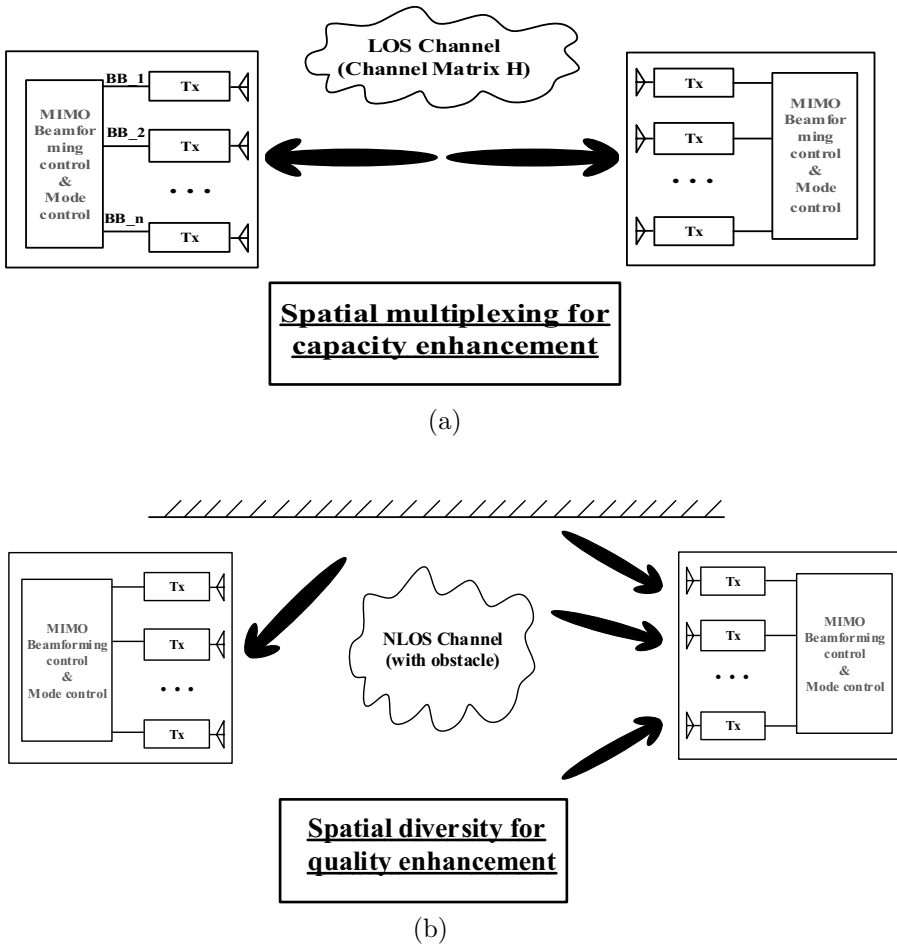 LOS Channel
(Channel Matrix H)
BB_1
Tx
MIMO
Beamfor
ming
control
&
Mode
control
BB_2
Tx
. . .
BB_n
Tx
Tx
Tx
. . .
Tx
MIMO
Beamfor
ming
control
&
Mode
control
Spatial multiplexing for
capacity enhancement
(a)
Tx
MIMO
Beamforming
control
&
Mode control
Tx
. . .
Tx
NLOS Channel
(with obstacle)
Tx
Tx
. . .
Tx
MIMO
Beamforming
control
&
Mode control
Spatial diversity for
quality enhancement
(b)